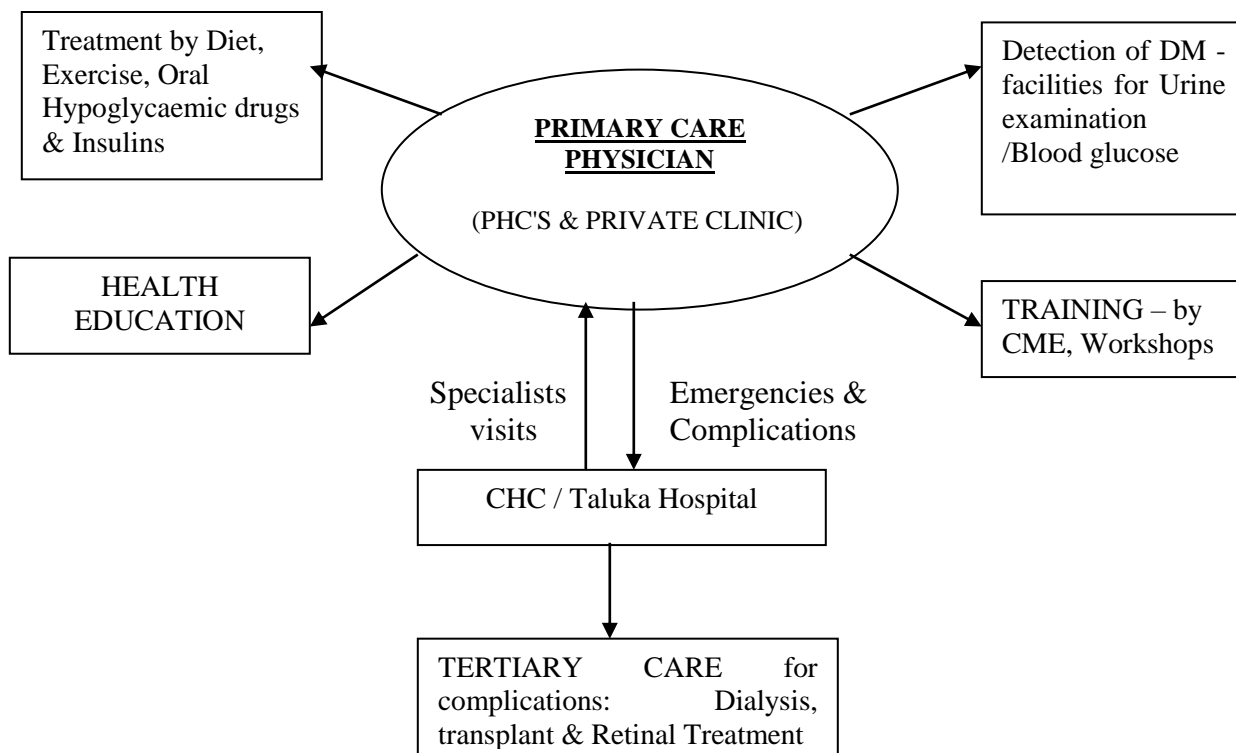 Treatment by Diet,
Exercise, Oral
Hypoglycaemic drugs
& Insulins
PRIMARY CARE
PHYSICIAN
(PHC'S & PRIVATE CLINIC)
Detection of DM -
facilities for Urine
examination
/Blood glucose
HEALTH
EDUCATION
TRAINING – by
CME, Workshops
Specialists
visits
Emergencies &
Complications
CHC / Taluka Hospital
TERTIARY CARE for
complications: Dialysis,
transplant & Retinal Treatment